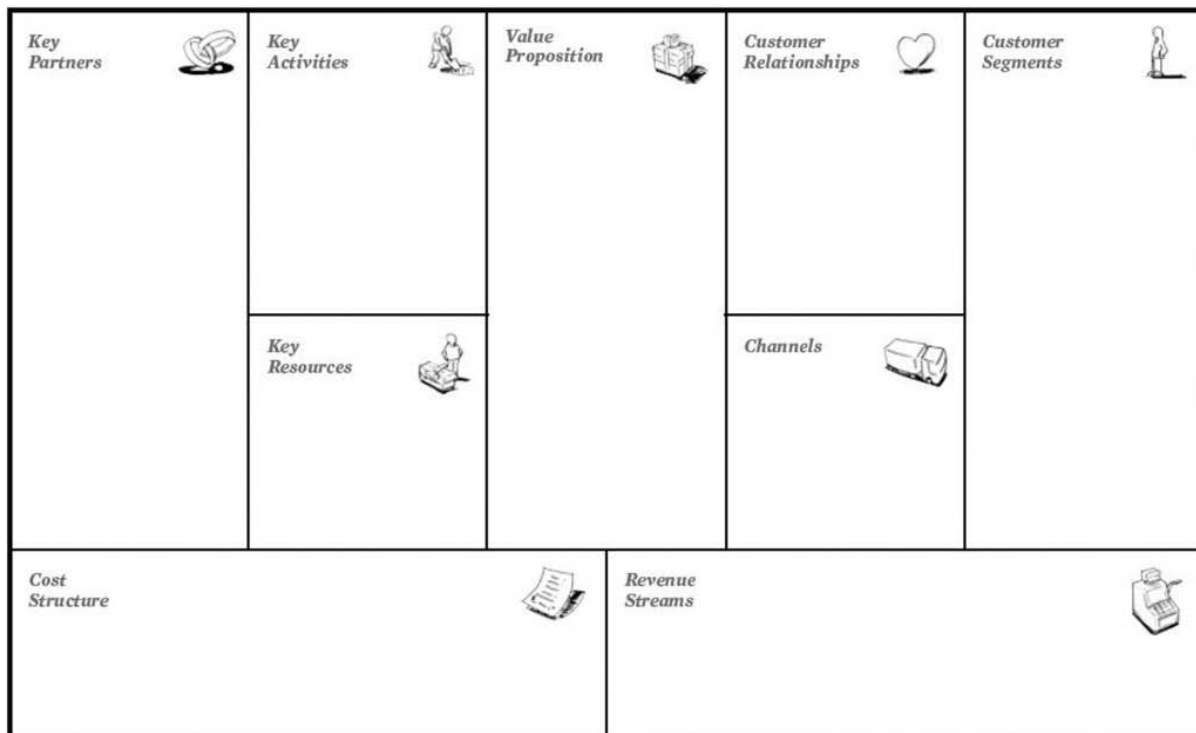 Key
Partners
Key
Activities
Value
Proposition
Customer
Relationships
Customer
Segments
Key
Resources
Channels
Cost
Structure
Revenue
Streams